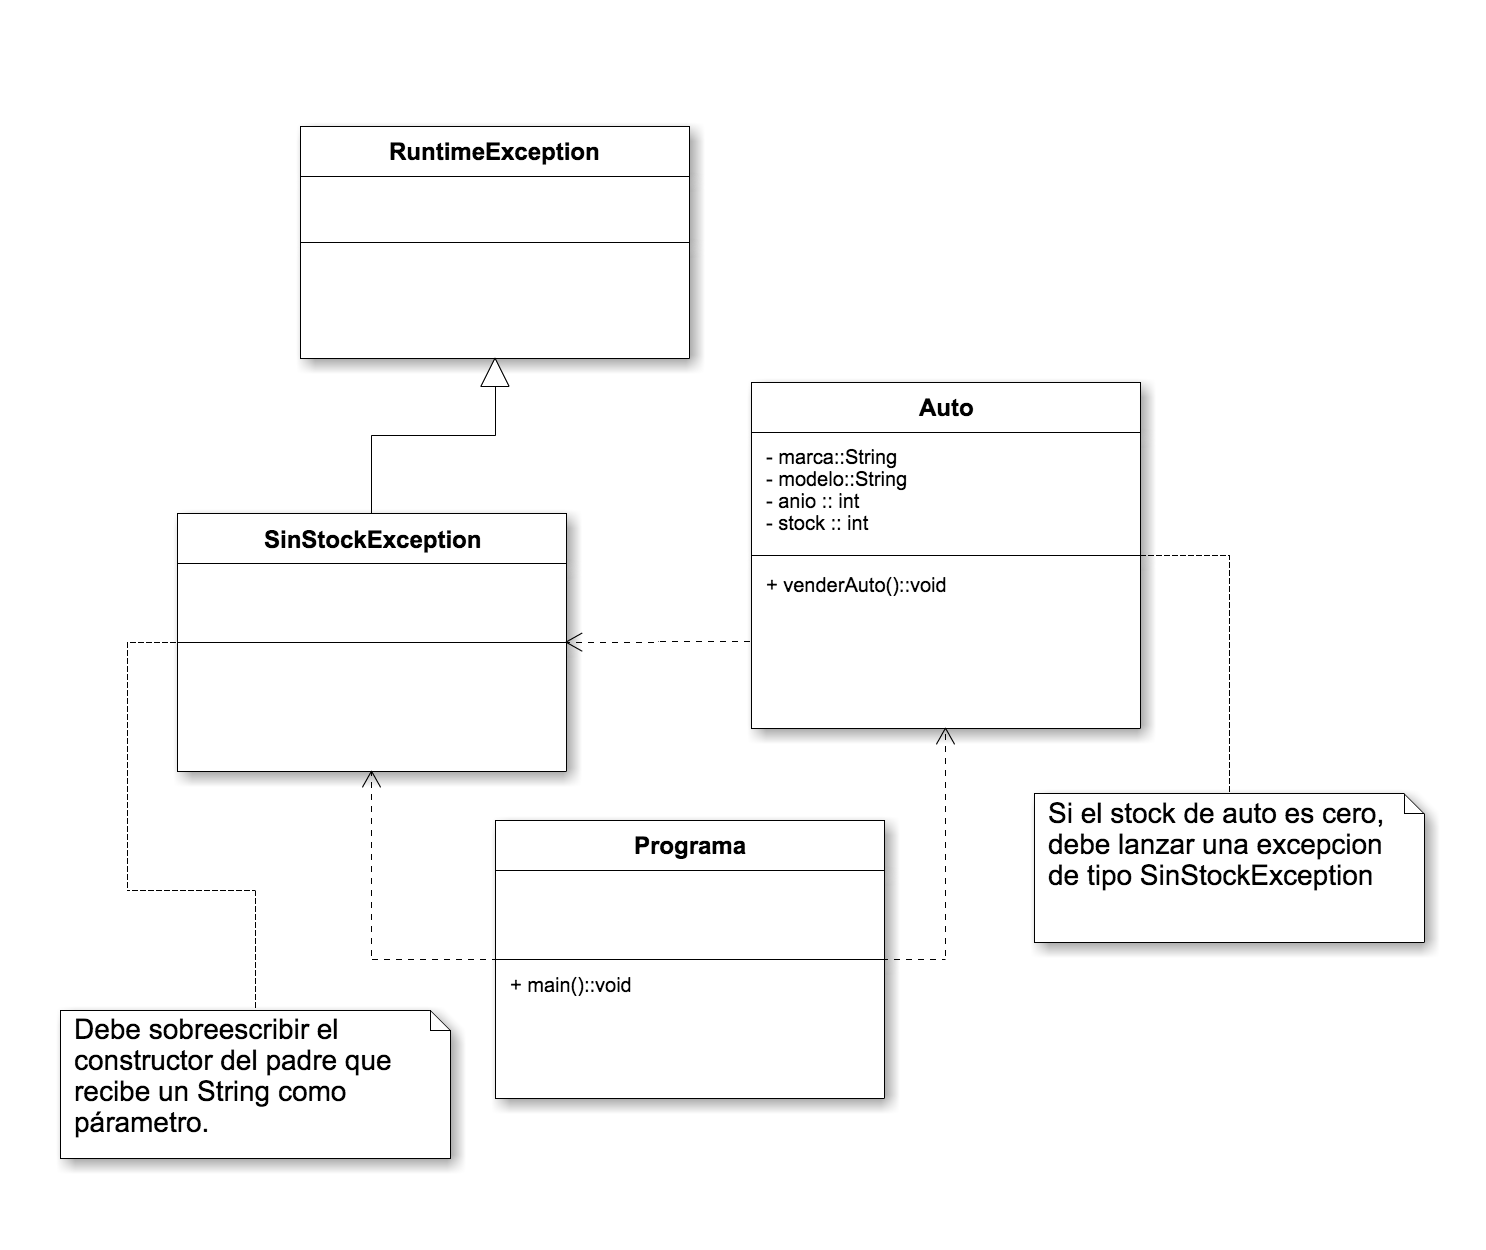 RuntimeException
Auto
- marca::String
- modelo::String
- anio :: int
- stock :: int
+ venderAuto()::void
SinStockException
Si el stock de auto es cero,
debe lanzar una excepcion
de tipo SinStockException
Programa
+ main()::void
Debe sobreescribir el
constructor del padre que
recibe un String como
párametro.